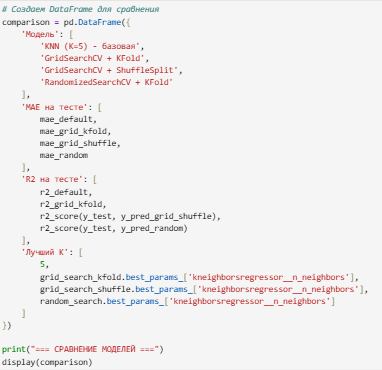 # Создаем DataFrame для сравнения
comparison = pd.DataFrame({
    'Модель': [
        'KNN (K=5) - базовая',
        'GridSearchCV + KFold',
        'GridSearchCV + ShuffleSplit',
        'RandomizedSearchCV + KFold'
    ],
    'MAE на тесте': [
        mae_default,
        mae_grid_kfold,
        mae_grid_shuffle,
        mae_random
    ],
    'R2 на тесте': [
        r2_default,
        r2_grid_kfold,
        r2_score(y_test, y_pred_grid_shuffle),
        r2_score(y_test, y_pred_random)
    ],
    'Лучший K': [
        5,
        grid_search_kfold.best_params_['kneighborsregressor__n_neighbors'],
        grid_search_shuffle.best_params_['kneighborsregressor__n_neighbors'],
        random_search.best_params_['kneighborsregressor__n_neighbors']
    ]
})
print("=== СРАВНЕНИЕ МОДЕЛЕЙ ===")
display(comparison)